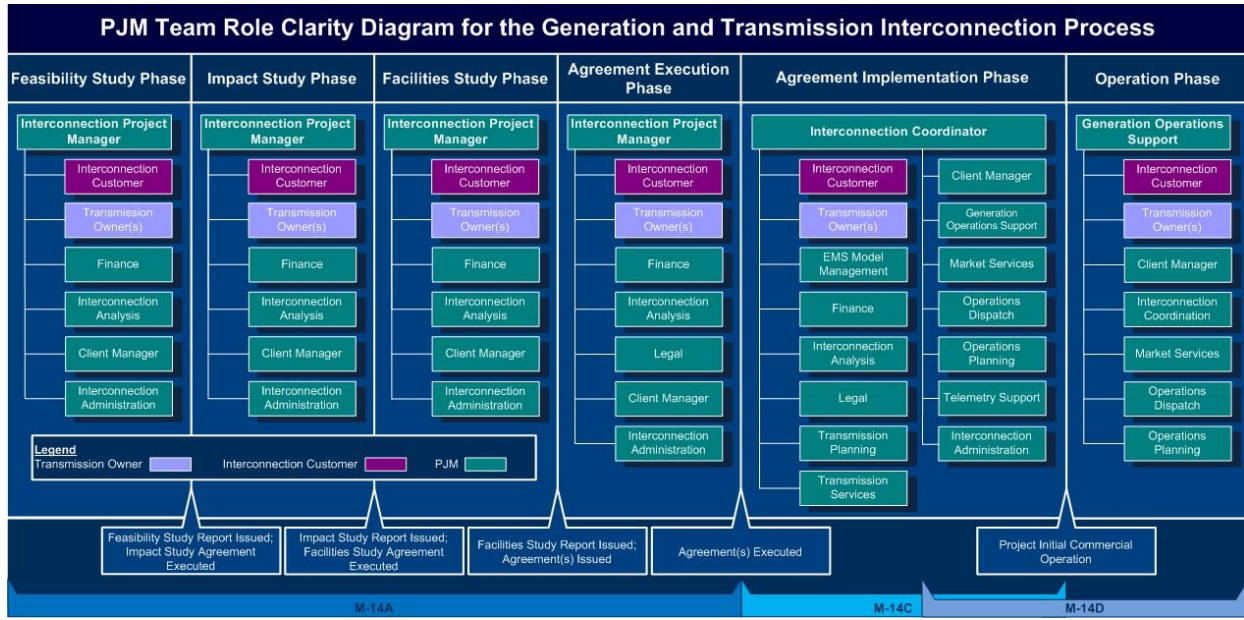 PJM Team Role Clarity Diagram for the Generation and Transmission Interconnection Process
Feasibility Study Phase
Interconnection Project
Manager
Interconnection
Customer
Transmission
Owner(s)
Finance
Interconnection
Analysis
Client Manager
Interconnection
Administration
Impact Study Phase
Interconnection Project
Manager
Interconnection
Customer
Transmission
Owner(s)
Finance
Interconnection
Analysis
Client Manager
Interconnection
Administration
Facilities Study Phase
Interconnection Project
Manager
Interconnection
Customer
Transmission
Owner(s)
Finance
Interconnection
Analysis
Client Manager
Interconnection
Administration
Agreement Execution
Phase
Interconnection Project
Manager
Interconnection
Customer
Transmission
Owner(s)
Finance
Interconnection
Analysis
Legal
Client Manager
Interconnection
Administration
Agreement Implementation Phase
Interconnection Coordinator
Interconnection
Customer
Transmission
Owner(s)
EMS Model
Management
Finance
Interconnection
Analysis
Legal
Transmission
Planning
Transmission
Services
Client Manager
Generation
Operations Support
Market Services
Operations
Dispatch
Operations
Planning
Telemetry Support
Interconnection
Administration
Operation Phase
Generation Operations
Support
Interconnection
Customer
Transmission
Owner(s)
Client Manager
Interconnection
Coordination
Market Services
Operations
Dispatch
Operations
Planning
Legend
Transmission Owner
Interconnection Customer
PJM
Feasibility Study Report Issued;
Impact Study Agreement
Executed
Impact Study Report Issued;
Facilities Study Agreement
Executed
Facilities Study Report Issued;
Agreement(s) Issued
Agreement(s) Executed
Project Initial Commercial
Operation
M-14A
M-14C
M-14D